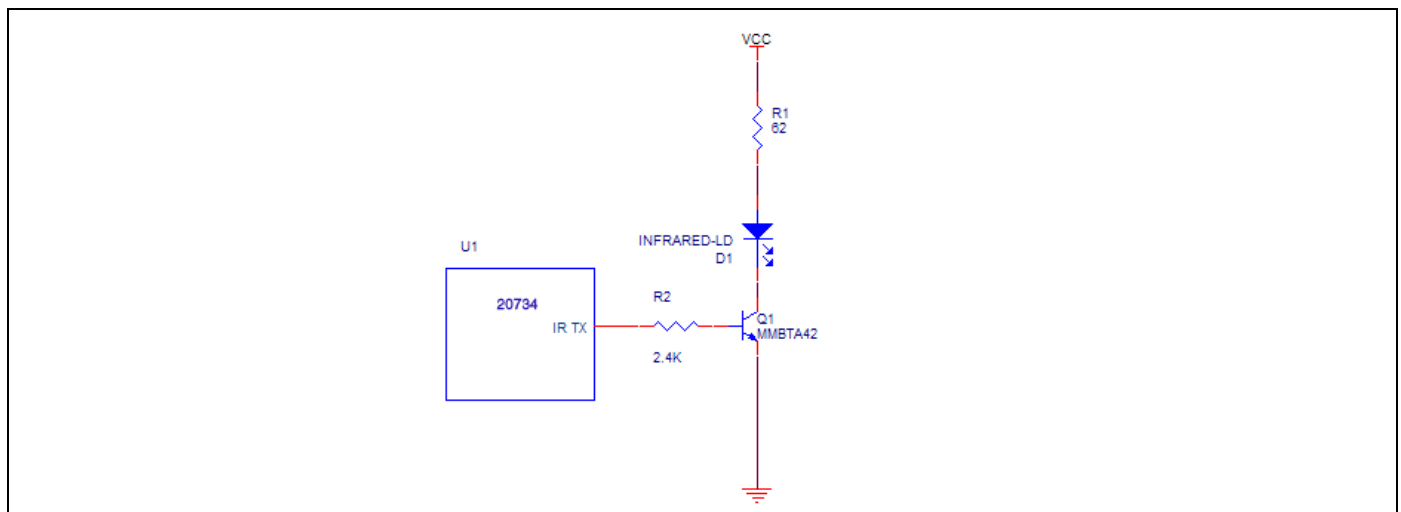 VCC
R1
62
INFRARED-LD
D1
U1
20734
IR TX
R2
2.4K
Q1
MMBTA42